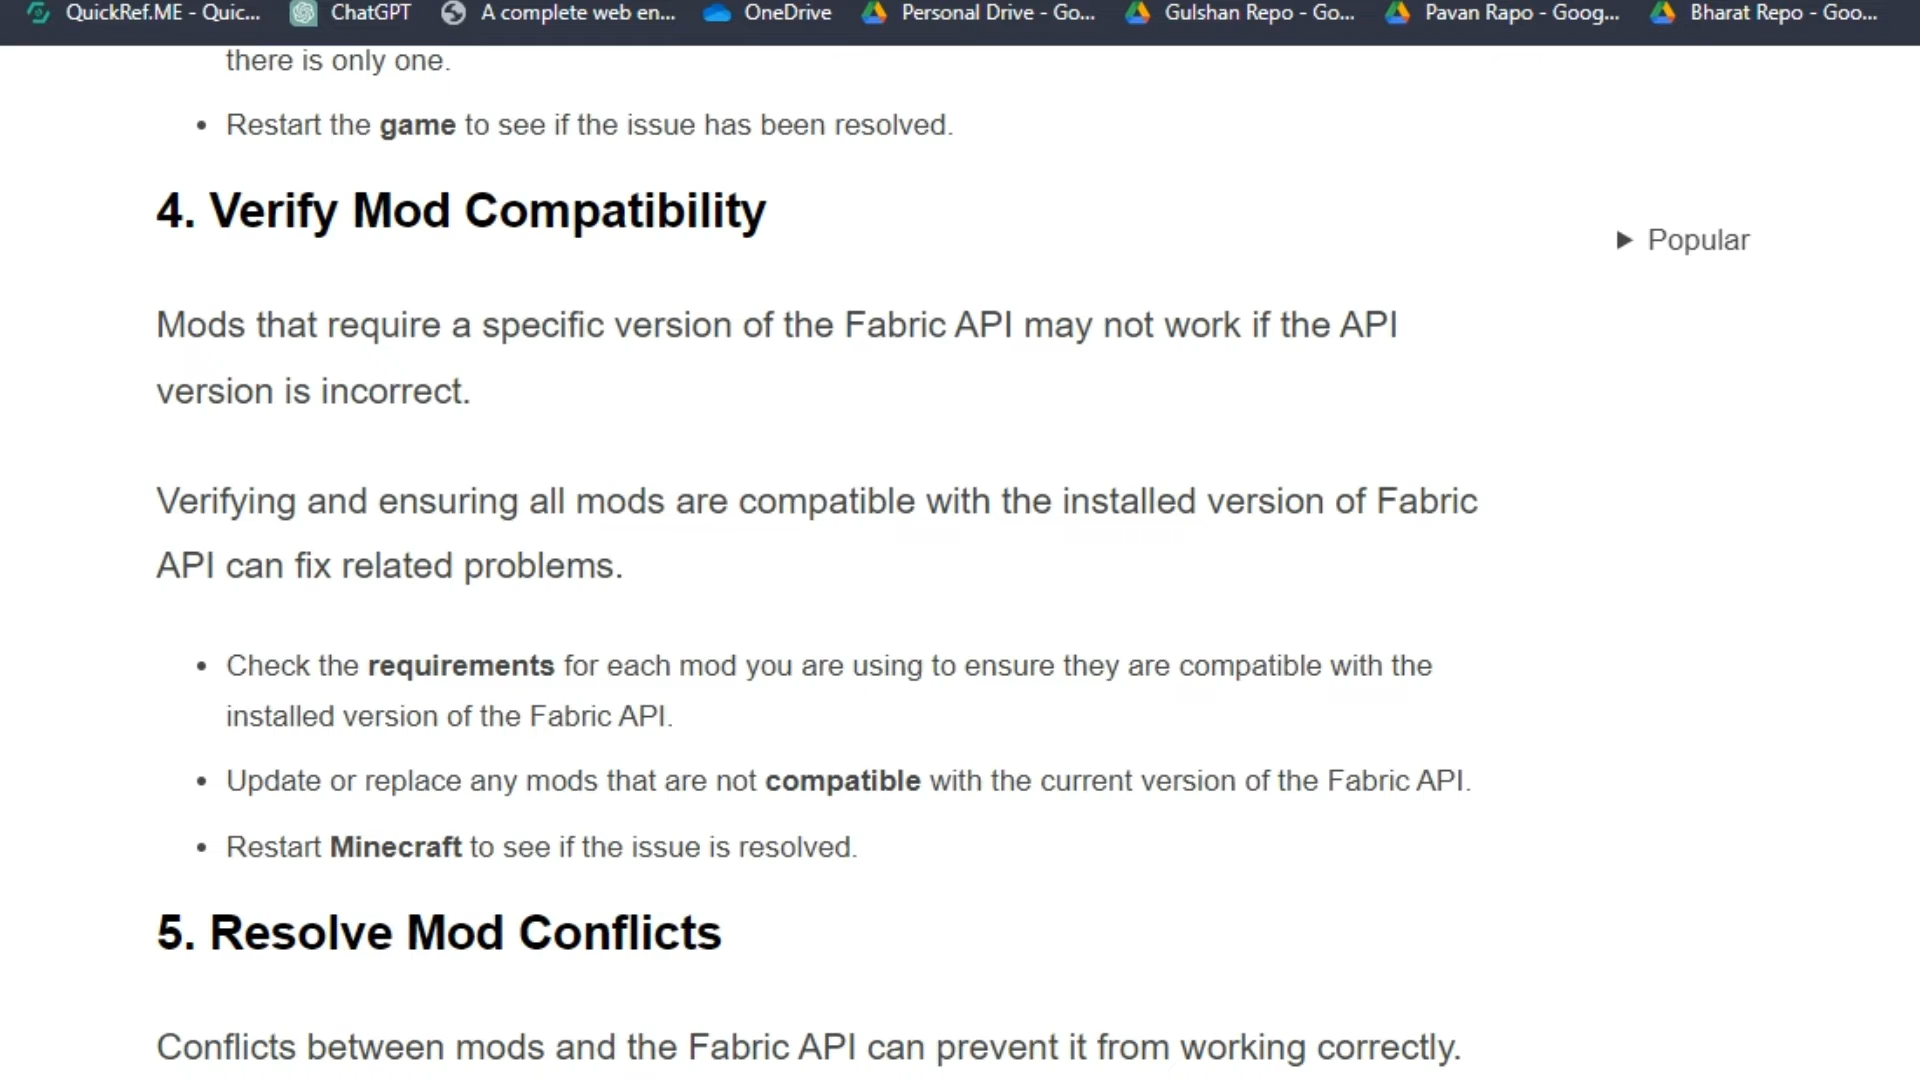 QuickRef.ME - Quic... ChatGPT A complete web en... OneDrive Personal Drive - Go... Gulshan Repo - Go... Pavan Rapo - Goog... Bharat Repo - Goo...
there is only one.
• Restart the game to see if the issue has been resolved.
4. Verify Mod Compatibility
▶ Popular
Mods that require a specific version of the Fabric API may not work if the API
version is incorrect.
Verifying and ensuring all mods are compatible with the installed version of Fabric
API can fix related problems.
• Check the requirements for each mod you are using to ensure they are compatible with the
installed version of the Fabric API.
• Update or replace any mods that are not compatible with the current version of the Fabric API.
• Restart Minecraft to see if the issue is resolved.
5. Resolve Mod Conflicts
Conflicts between mods and the Fabric API can prevent it from working correctly.